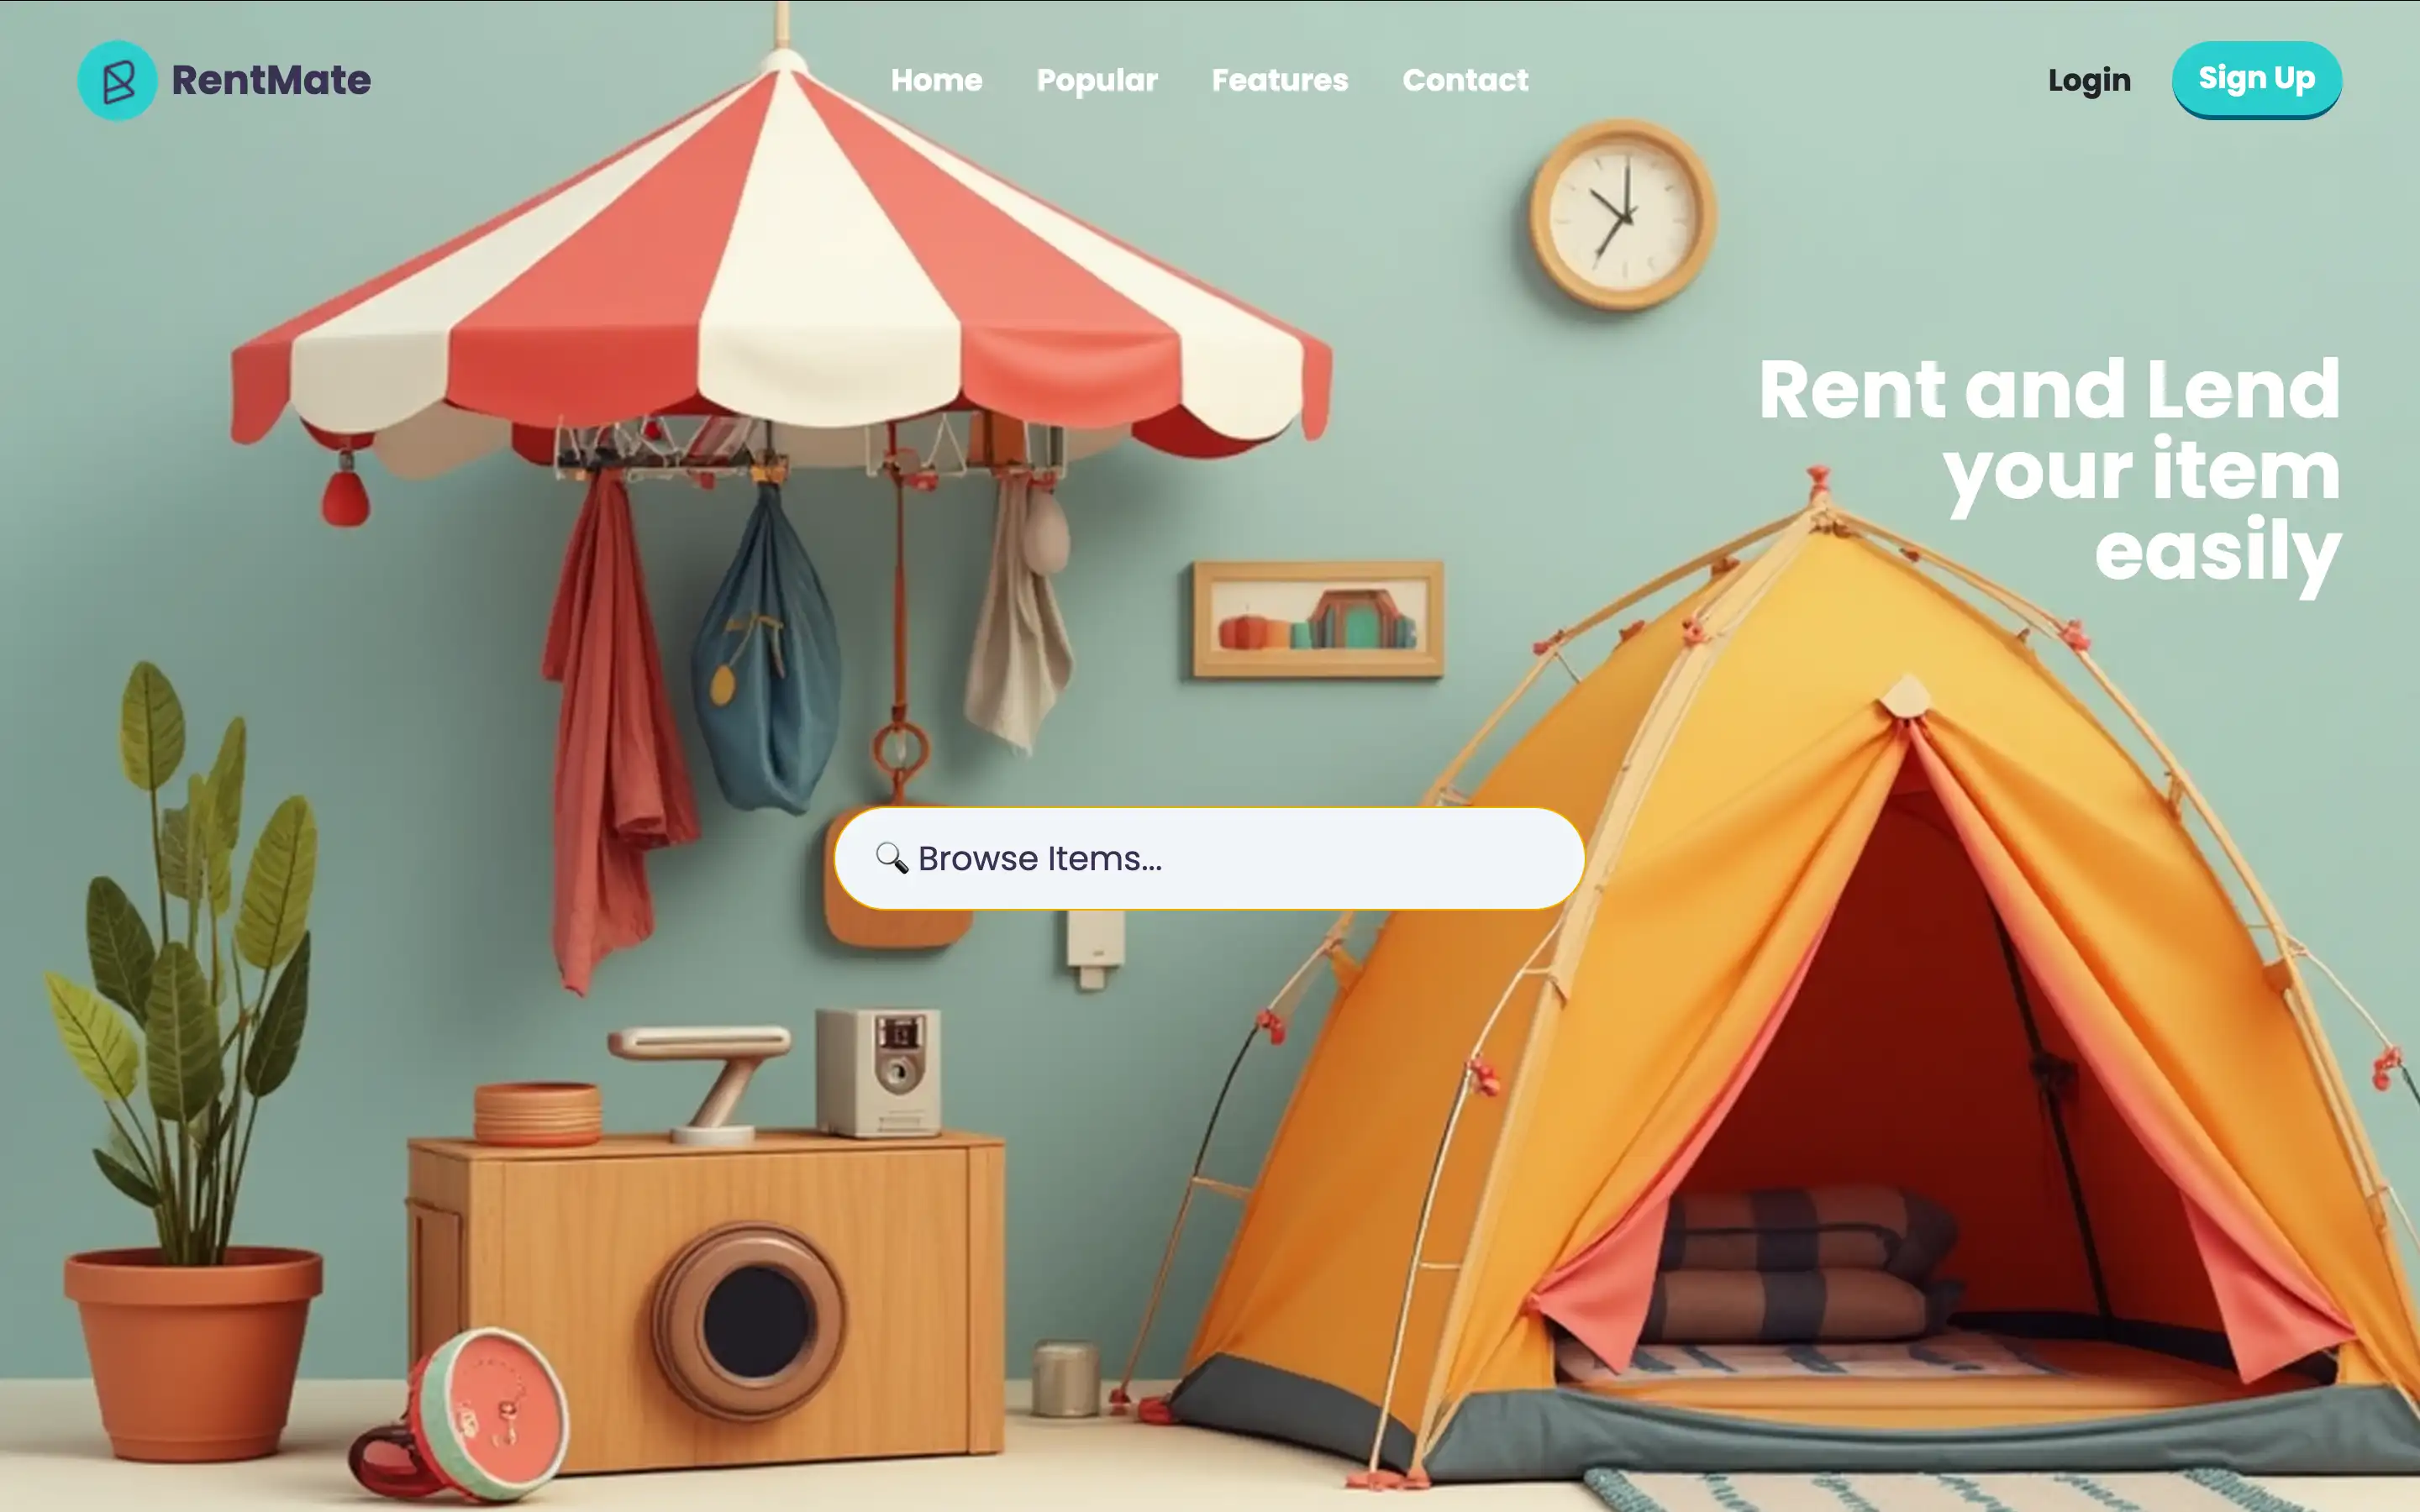 RentMate
Home Popular Features Contact
Login
Sign Up
Rent and Lend
your item
easily
🔍 Browse Items...